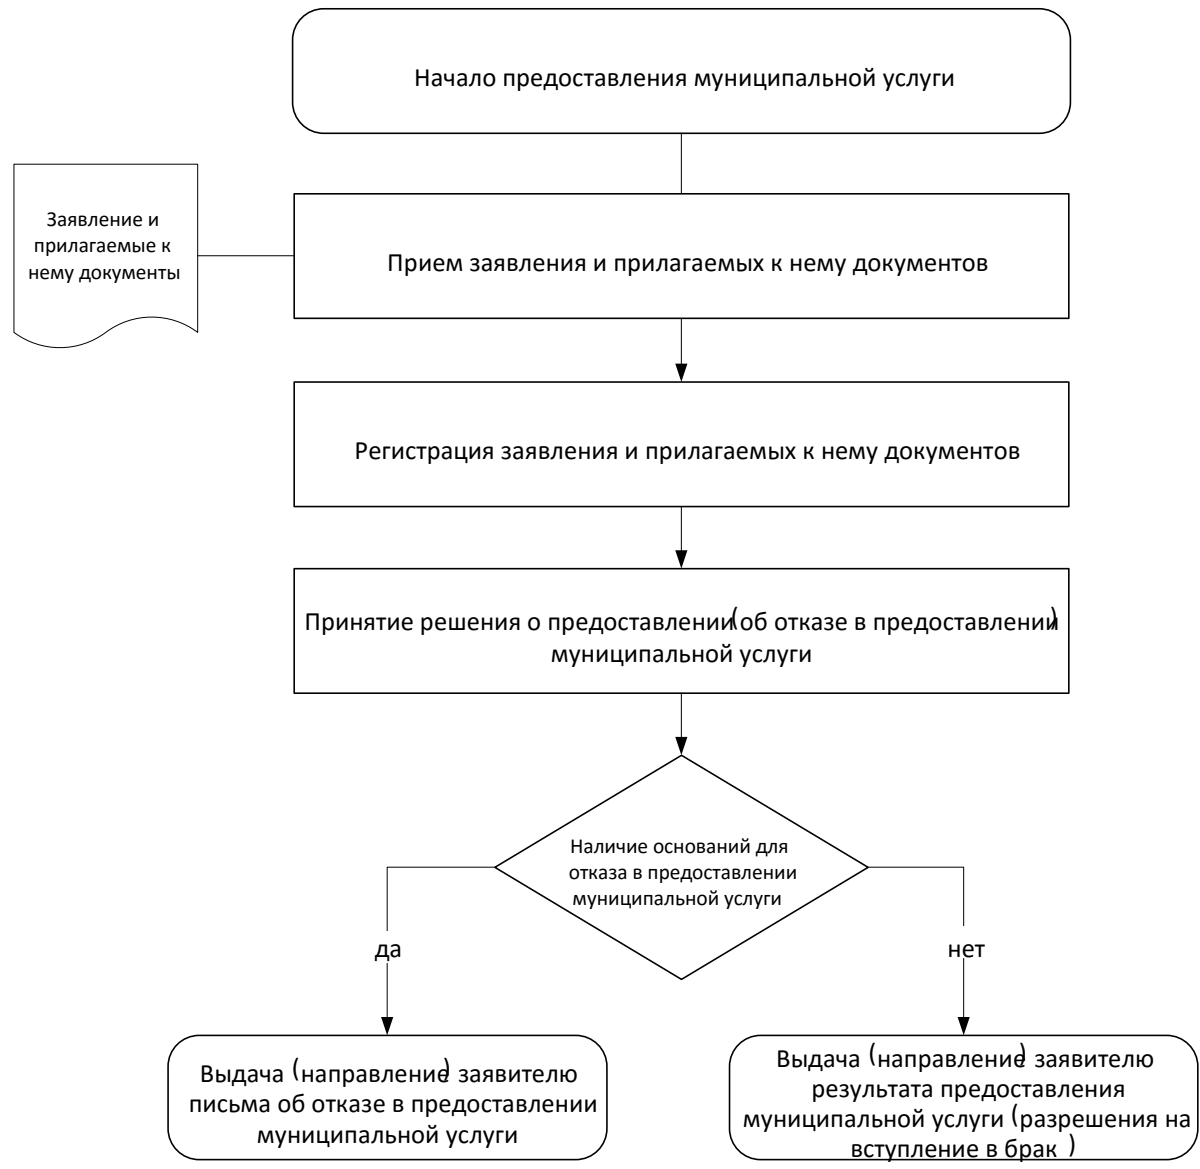 Начало предоставления муниципальной услуги
Заявление и
прилагаемые к
нему документы
Прием заявления и прилагаемых к нему документов
Регистрация заявления и прилагаемых к нему документов
Принятие решения о предоставлении (об отказе в предоставлении)
муниципальной услуги
Наличие оснований для
отказа в предоставлении
муниципальной услуги
да
нет
Выдача (направление) заявителю
письма об отказе в предоставлении
муниципальной услуги
Выдача (направление) заявителю
результата предоставления
муниципальной услуги (разрешения на
вступление в брак )